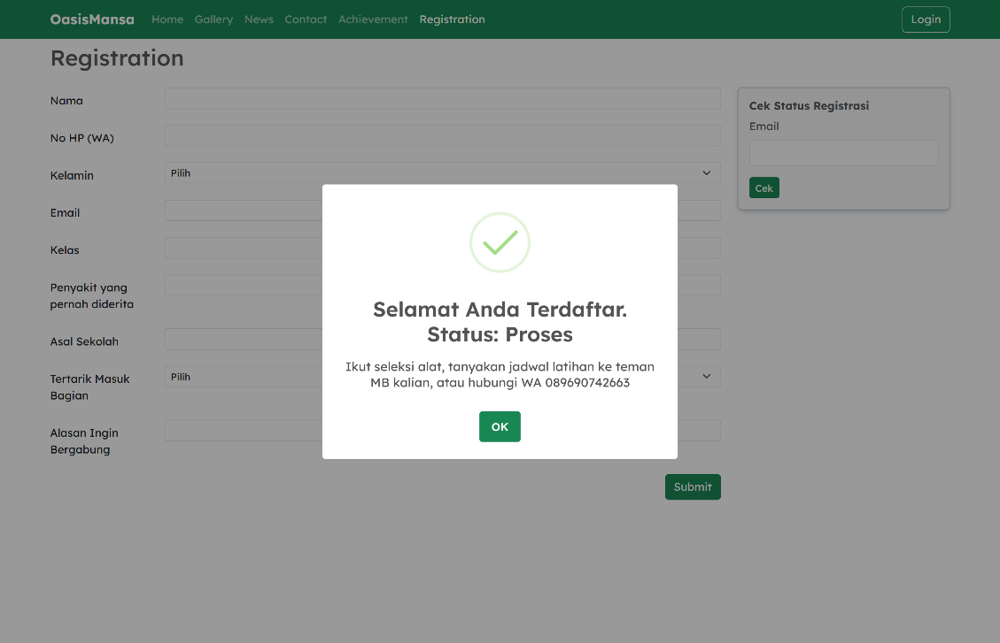 OasisMansa Home Gallery News Contact Achievement Registration Login
Registration
Nama
No HP (WA)
Kelamin Pilih
Email
Kelas
Penyakit yang
pernah diderita
Asal Sekolah
Tertarik Masuk Pilih
Bagian
Alasan Ingin
Bergabung
Submit
Cek Status Registrasi
Email
Cek
Selamat Anda Terdaftar.
Status: Proses
Ikut seleksi alat, tanyakan jadwal latihan ke teman
MB kalian, atau hubungi WA 089690742663
OK